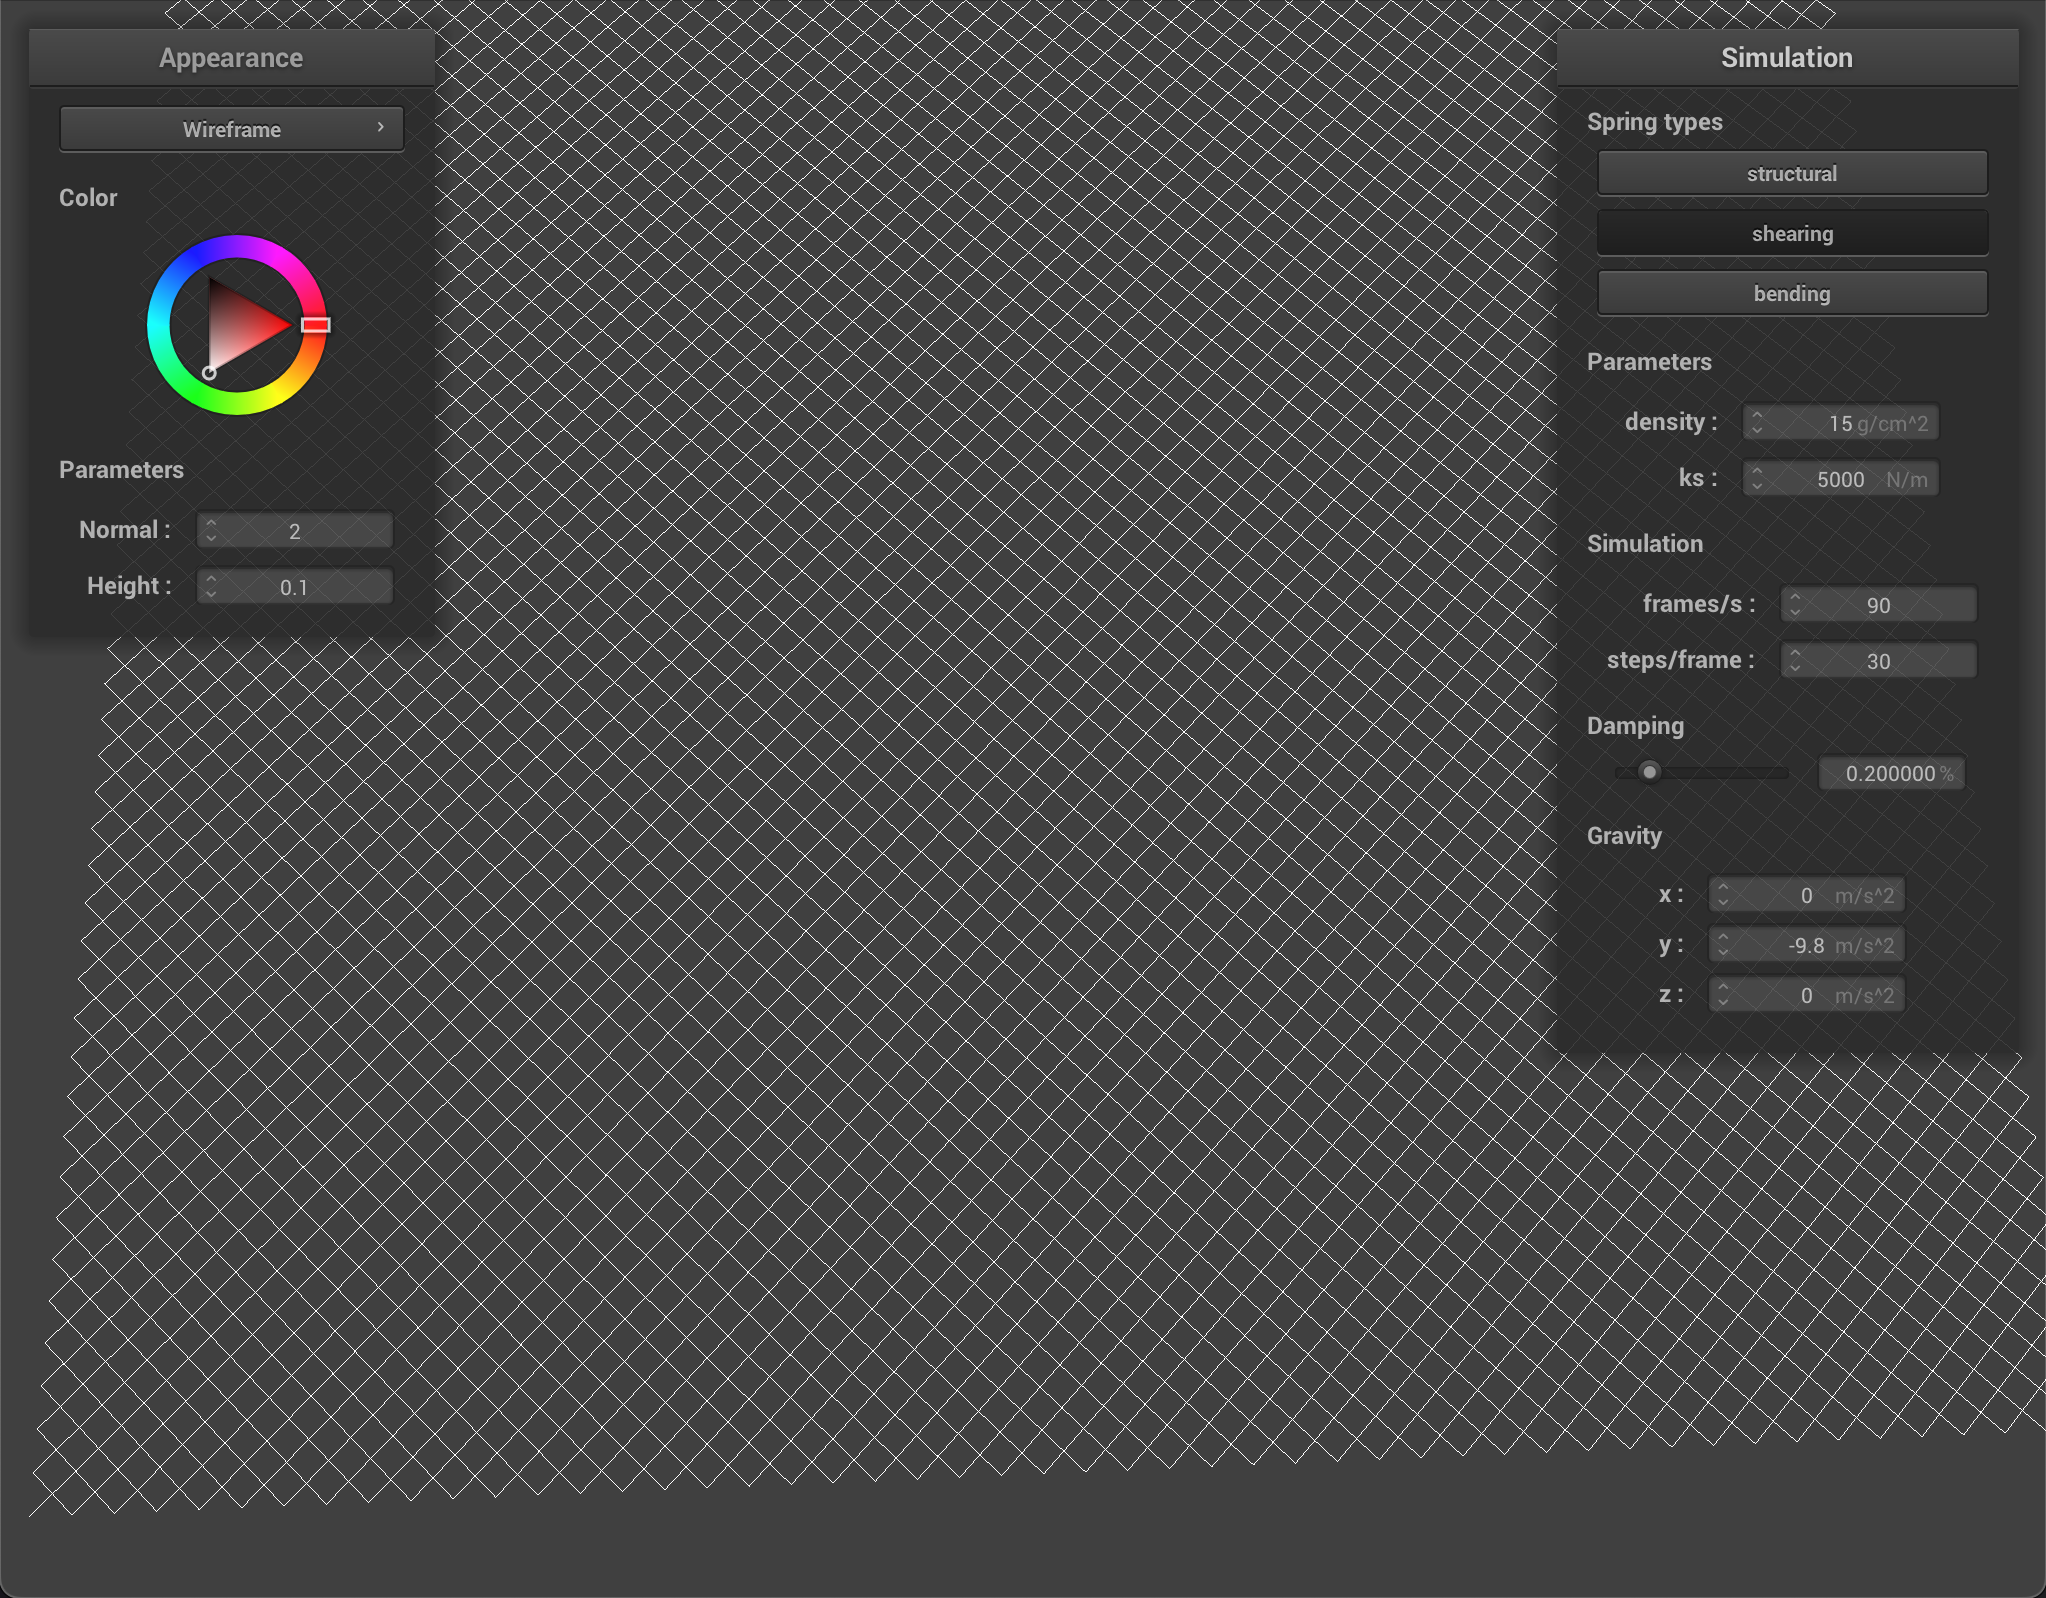 Appearance
Wireframe
Color
Parameters
Normal : 2
Height : 0.1
Simulation
Spring types
structural
shearing
bending
Parameters
density : 15 g/cm^2
ks : 5000 N/m
Simulation
frames/s : 90
steps/frame : 30
Damping
0.200000 %
Gravity
x : 0 m/s^2
y : -9.8 m/s^2
z : 0 m/s^2